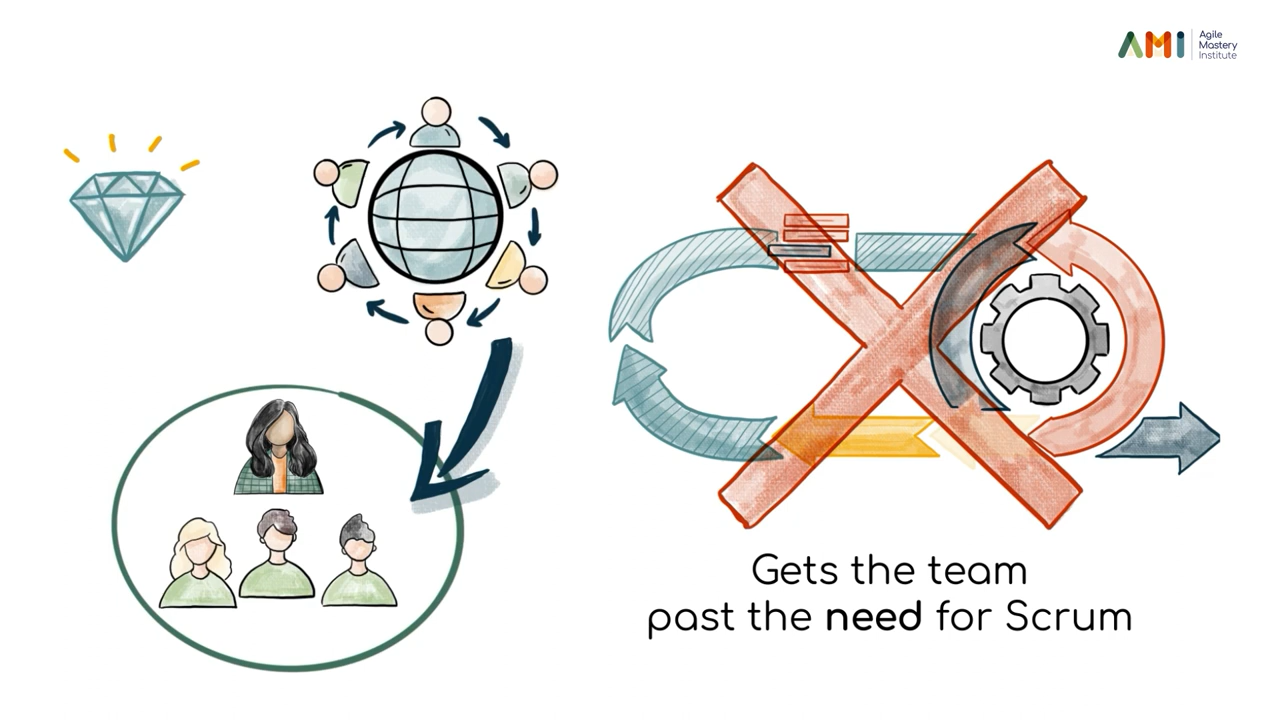 AMI
Agile
Mastery
Institute
Gets the team
past the need for Scrum